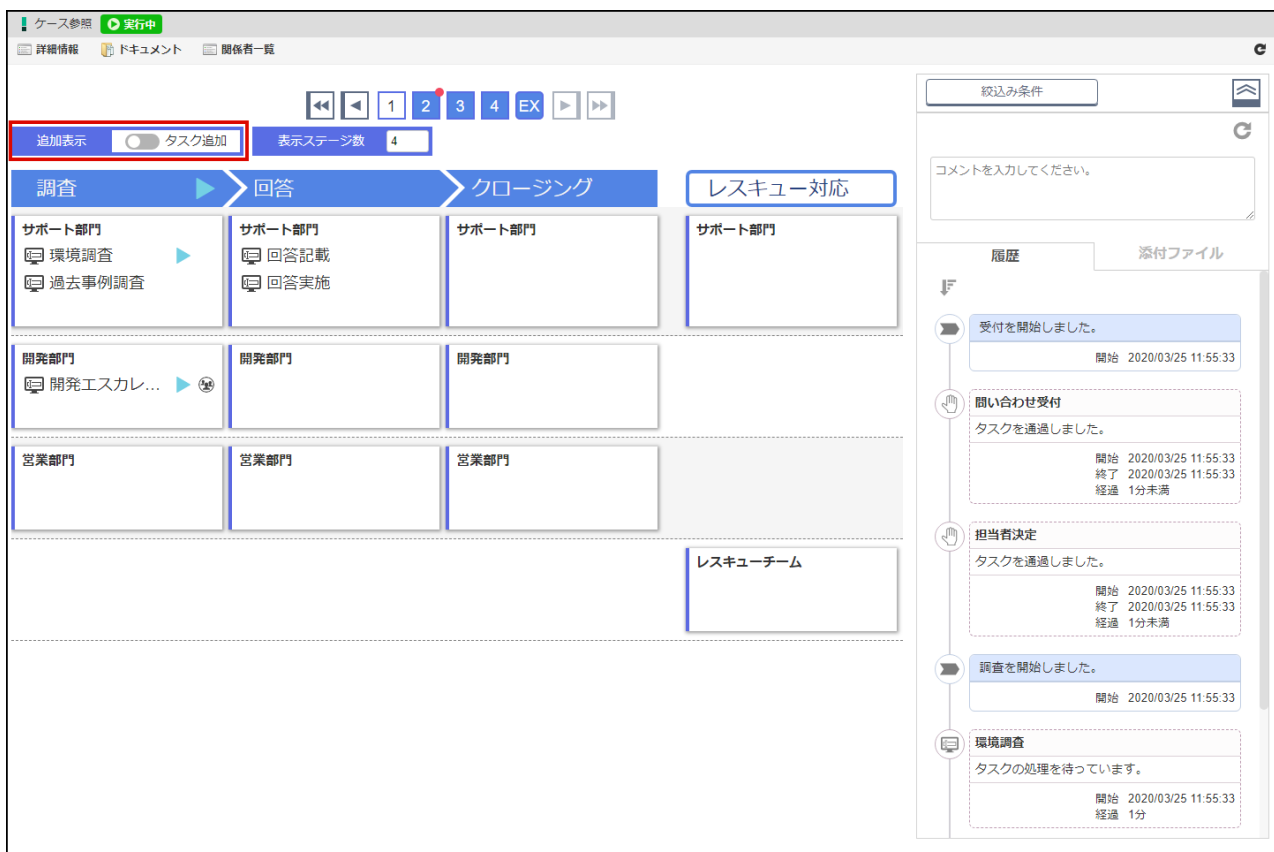 ケース参照 実行中
詳細情報 ドキュメント 関係者一覧
1 2 3 4 EX
追加表示 タスク追加 表示ステージ数 4
調査 回答 クロージング レスキュー対応
サポート部門 サポート部門 サポート部門 サポート部門
環境調査 回答記載
過去事例調査 回答実施
開発部門 開発部門 開発部門
開発エスカレ...
営業部門 営業部門 営業部門
レスキューチーム
絞込み条件
コメントを入力してください。
履歴 添付ファイル
受付を開始しました。
開始 2020/03/25 11:55:33
問い合わせ受付
タスクを通過しました。
開始 2020/03/25 11:55:33
終了 2020/03/25 11:55:33
経過 1分未満
担当者決定
タスクを通過しました。
開始 2020/03/25 11:55:33
終了 2020/03/25 11:55:33
経過 1分未満
調査を開始しました。
開始 2020/03/25 11:55:33
環境調査
タスクの処理を待っています。
開始 2020/03/25 11:55:33
経過 1分